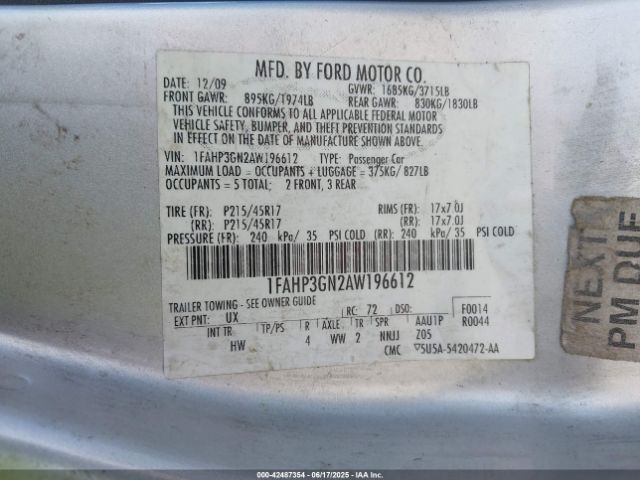 MFD. BY FORD MOTOR CO.
DATE: 12/09 GVWR: 1685KG/3715LB
FRONT GAWR: 895KG/1974LB REAR GAWR: 830KG/1830LB
THIS VEHICLE CONFORMS TO ALL APPLICABLE FEDERAL MOTOR
VEHICLE SAFETY, BUMPER, AND THEFT PREVENTION STANDARDS
IN EFFECT ON THE DATE OF MANUFACTURE SHOWN ABOVE.
VIN: 1FAHP3GN2AW196612 TYPE: Passenger Car
MAXIMUM LOAD = OCCUPANTS + LUGGAGE = 375KG/ 827LB
OCCUPANTS = 5 TOTAL; 2 FRONT, 3 REAR
TIRE (FR): P215/45R17 RIMS (FR): 17x7.0J
(RR): P215/45R17 (RR): 17x7.0J
PRESSURE (FR): 240 kPa/ 35 PSI COLD (RR): 240 kPa/ 35 PSI COLD
1FAHP3GN2AW196612
TRAILER TOWING - SEE OWNER GUIDE
EXT PNT: UX RC: 72 DSO: F0014
INT TR TP/PS R AXLE TR SPR AAU1P R0044
HW 4 WW 2 NNJJ Z05
CMC ▽5U5A-5420472-AA
NEXT
PM DUE
000-42487354 | 06/17/2025 | IAA Inc.